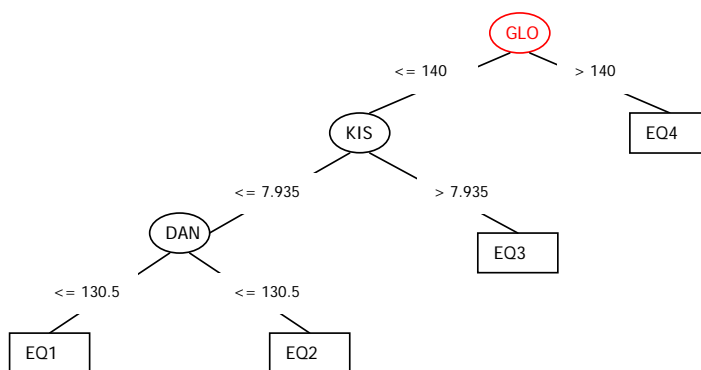 GLO
<= 140
> 140
KIS
EQ4
<= 7.935
> 7.935
DAN
EQ3
<= 130.5
<= 130.5
EQ1
EQ2